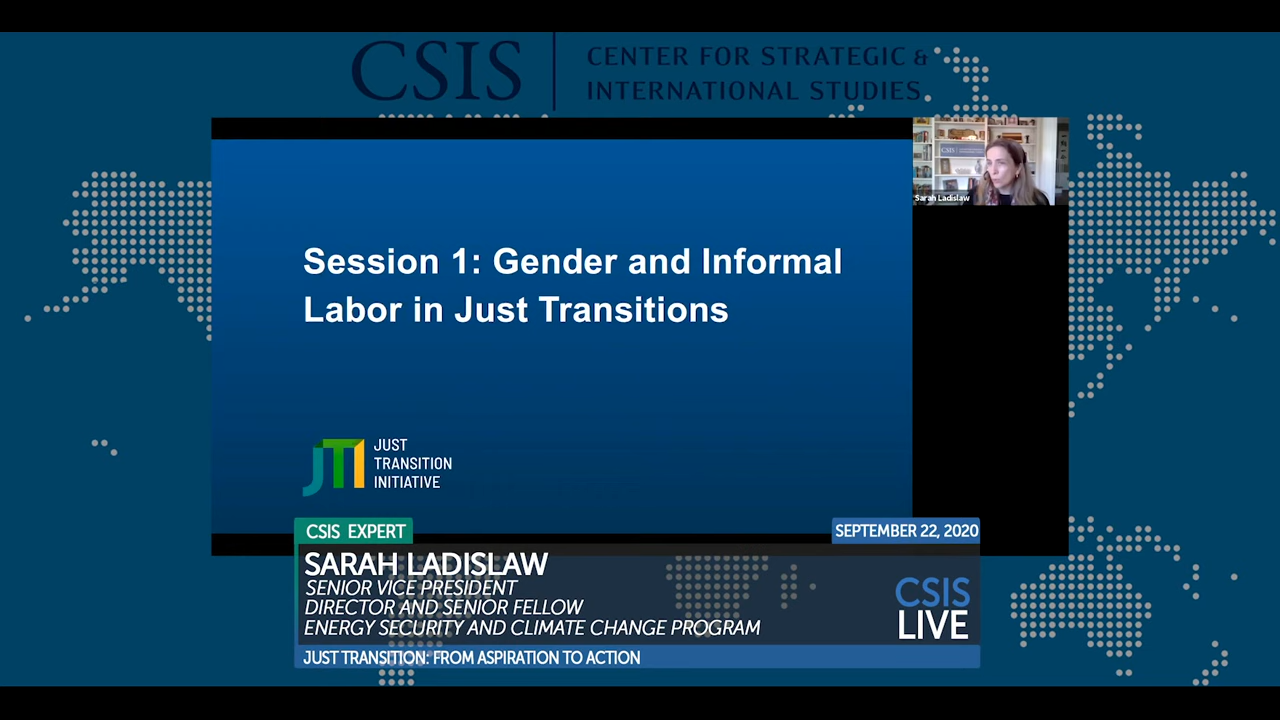 CSIS
CENTER FOR STRATEGIC &
INTERNATIONAL STUDIES
CSIS
Sarah Ladislaw
Session 1: Gender and Informal
Labor in Just Transitions
JTI
JUST
TRANSITION
INITIATIVE
CSIS EXPERT
SEPTEMBER 22, 2020
SARAH LADISLAW
SENIOR VICE PRESIDENT
DIRECTOR AND SENIOR FELLOW
ENERGY SECURITY AND CLIMATE CHANGE PROGRAM
CSIS
LIVE
JUST TRANSITION: FROM ASPIRATION TO ACTION